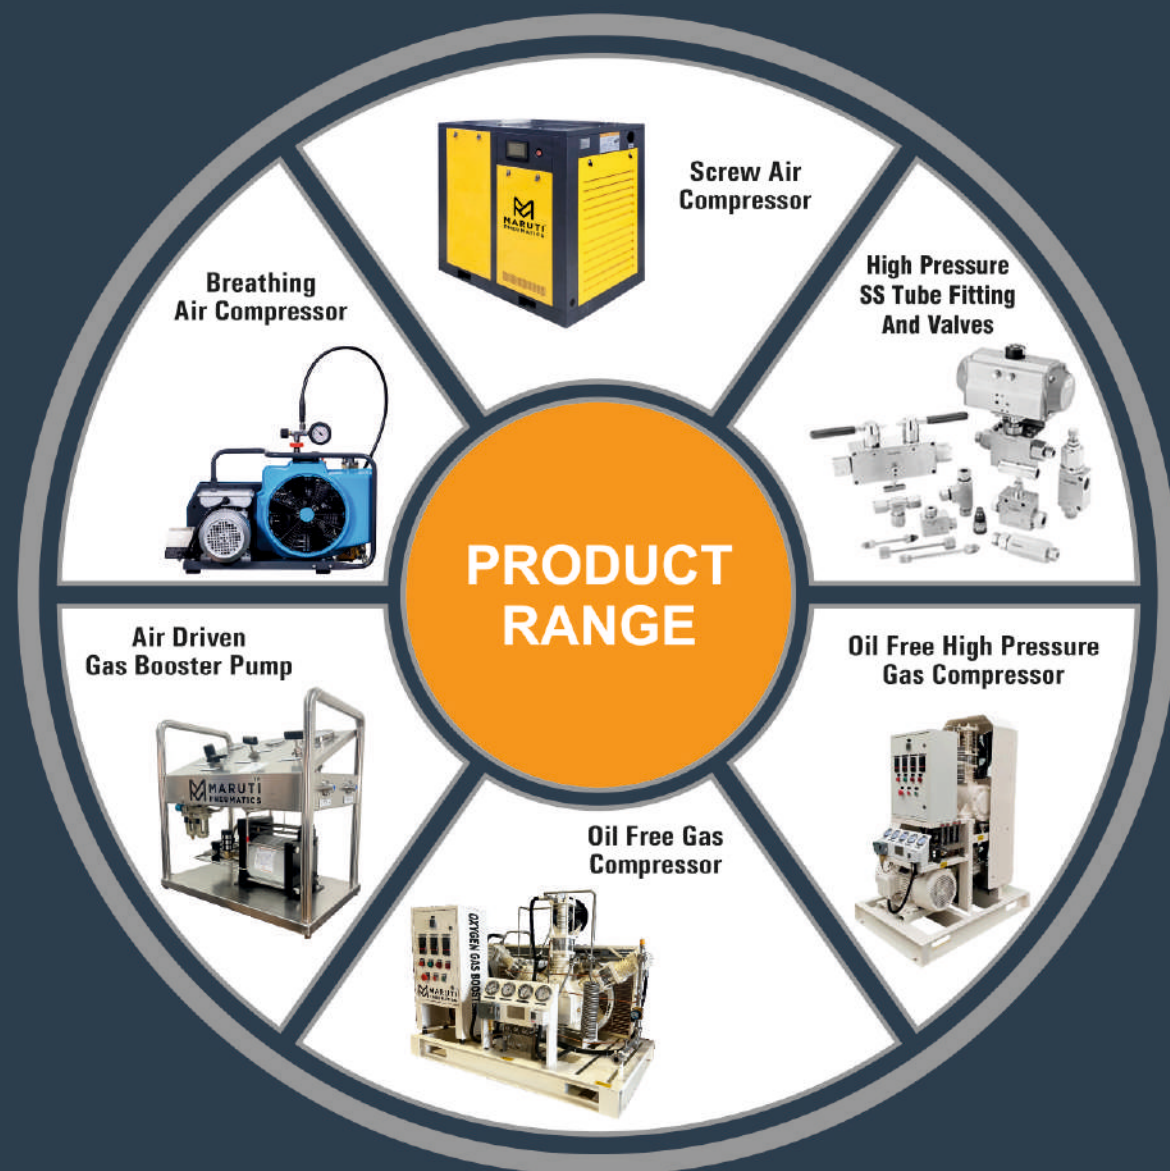 Screw Air
Compressor
MARUTI
PNEUMATICS
High Pressure
SS Tube Fitting
And Valves
Breathing
Air Compressor
PRODUCT
RANGE
Air Driven
Gas Booster Pump
MARUTI
PNEUMATICS
Oil Free High Pressure
Gas Compressor
Oil Free Gas
Compressor
OXYGEN GAS BOOST
MARUTI